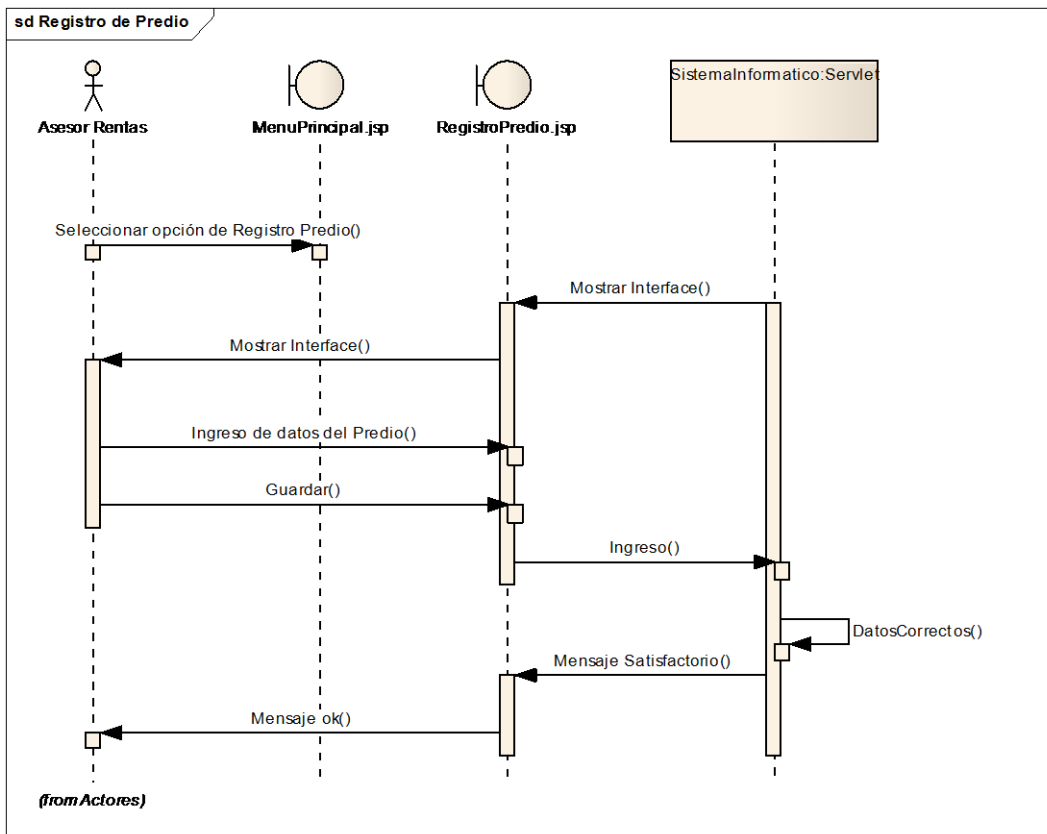 sd Registro de Predio
Asesor Rentas
MenuPrincipal.jsp
RegistroPredio.jsp
SistemaInformatico:Servlet
Seleccionar opción de Registro Predio()
Mostrar Interface()
Mostrar Interface()
Ingreso de datos del Predio()
Guardar()
Ingreso()
DatosCorrectos()
Mensaje Satisfactorio()
Mensaje ok()
(from Actores)